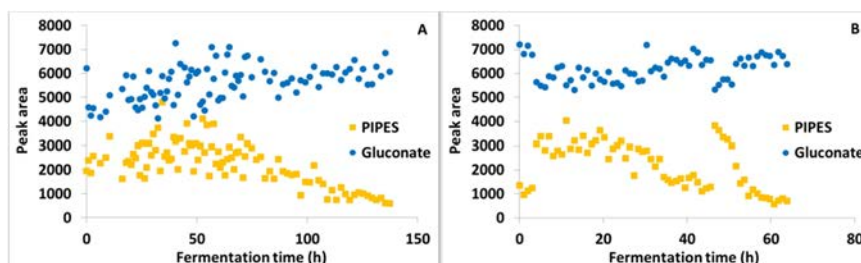 A
8000
7000
6000
5000
4000
3000
2000
1000
0
Peak area
PIPES
Gluconate
0 50 100 150
Fermentation time (h)
B
8000
7000
6000
5000
4000
3000
2000
1000
0
Peak area
PIPES
Gluconate
0 20 40 60 80
Fermentation time (h)